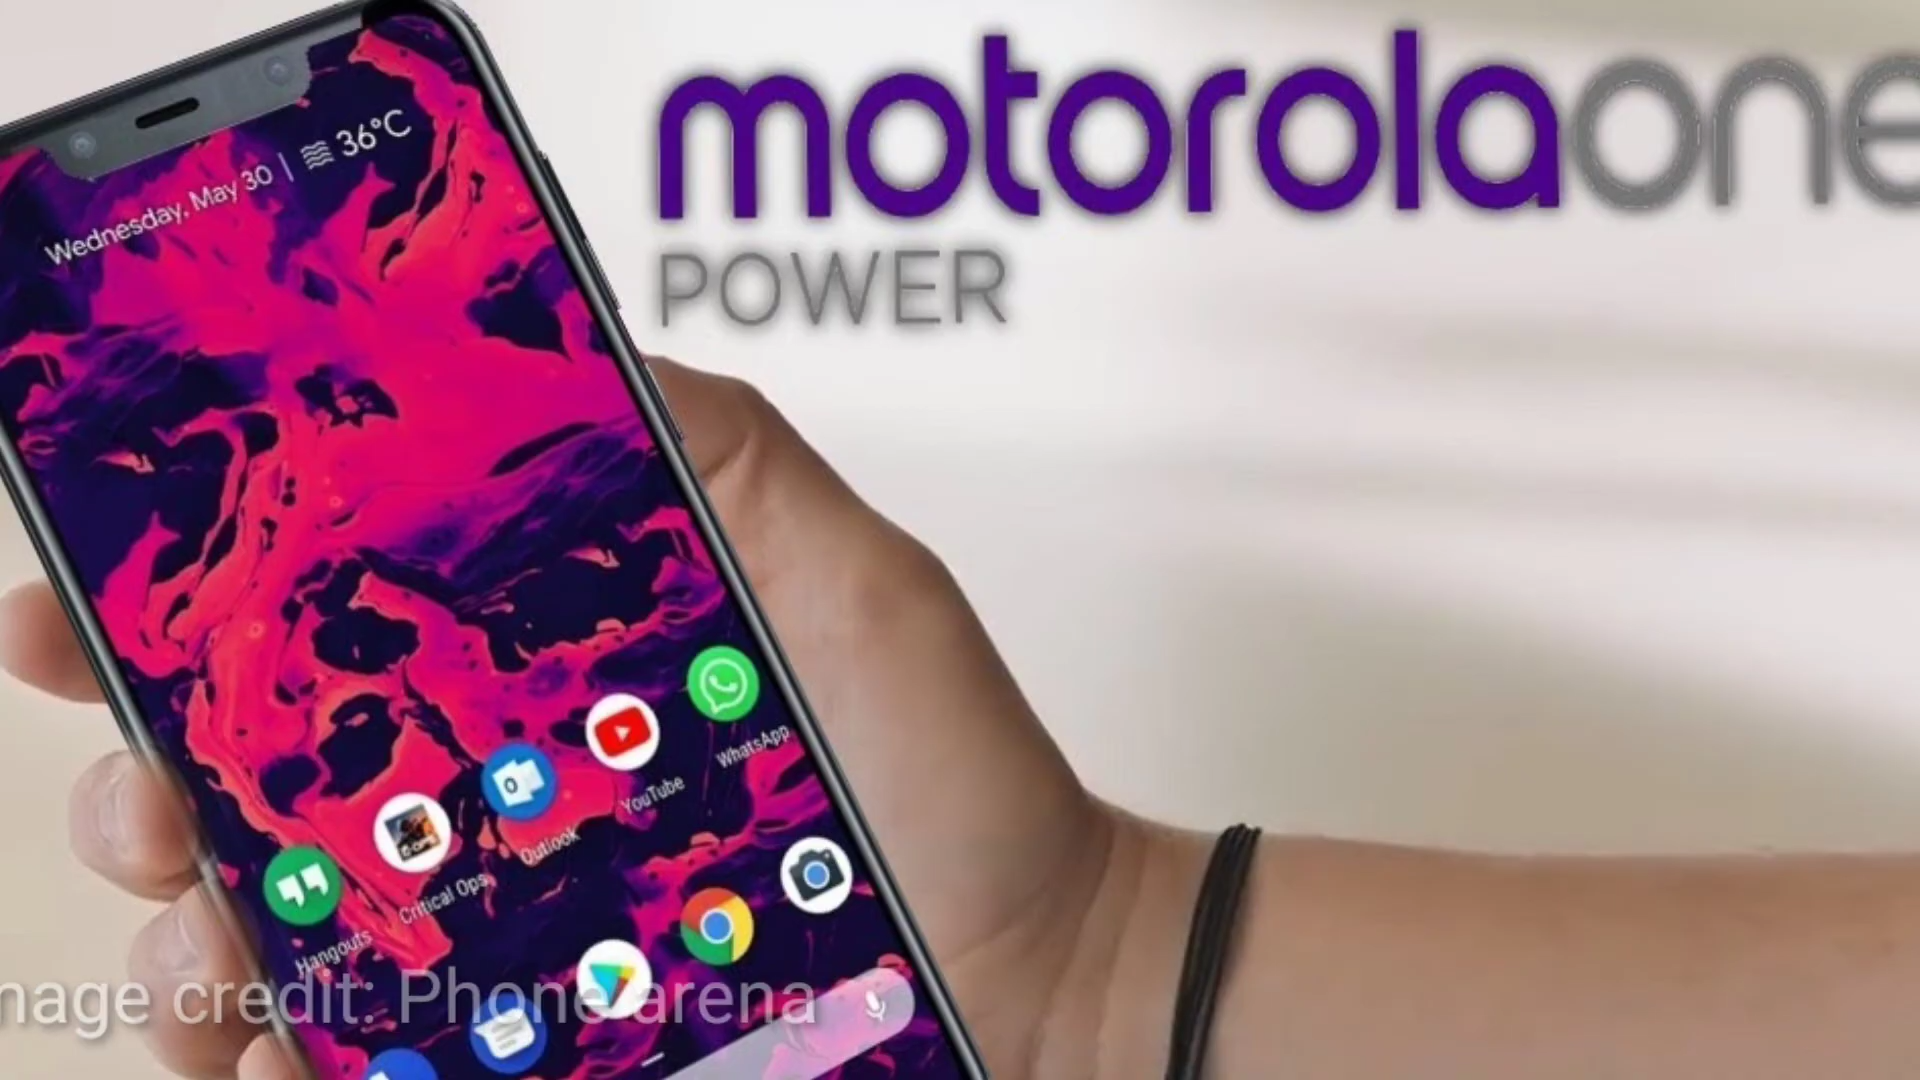 motorolaone
POWER
Wednesday, May 30 | 36°C
WhatsApp
YouTube
Outlook
Critical Ops
Hangouts
mage credit: Phone arena